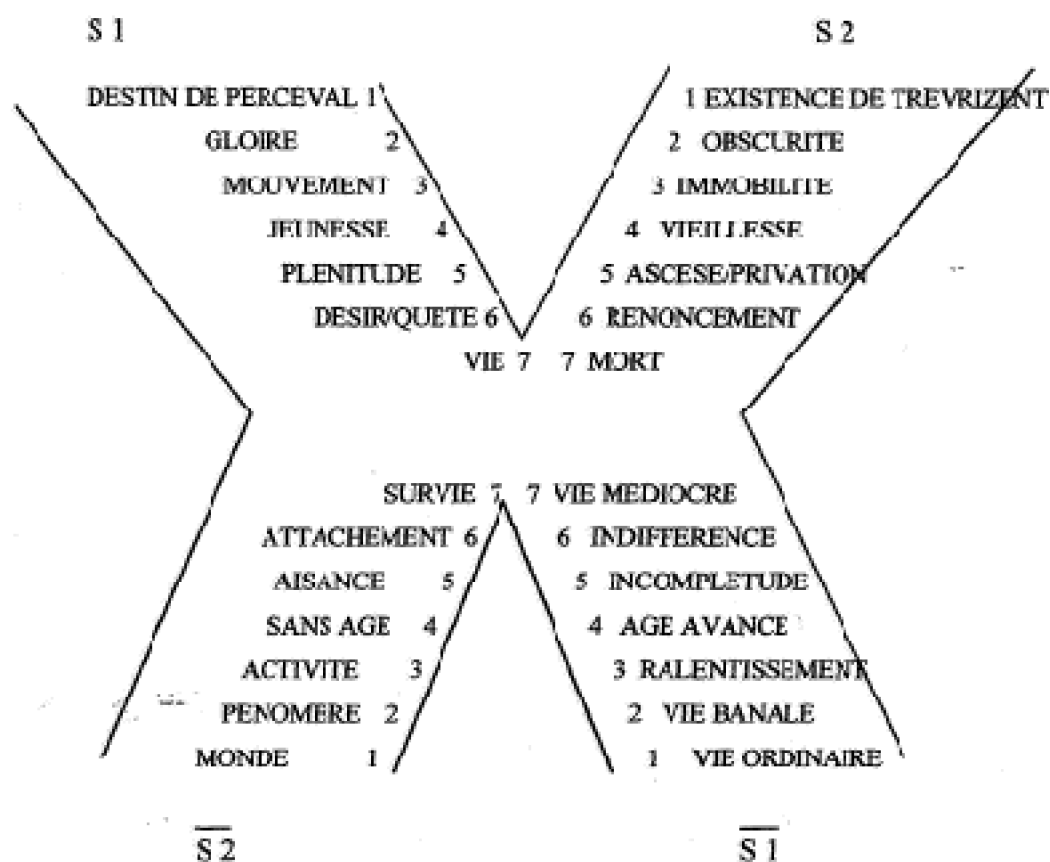 S 1 S 2
DESTIN DE PERCEVAL 1 1 EXISTENCE DE TREVRIZENT
GLOIRE 2 2 OBSCURITE
MOUVEMENT 3 3 IMMOBILITE
JEUNESSE 4 4 VIEILLESSE
PLENITUDE 5 5 ASCESE/PRIVATION
DESIR/QUETE 6 6 RENONCEMENT
VIE 7 7 MORT
SURVIE 7 7 VIE MEDIOCRE
ATTACHEMENT 6 6 INDIFFERENCE
AISANCE 5 5 INCOMPLETUDE
SANS AGE 4 4 AGE AVANCE
ACTIVITE 3 3 RALENTISSEMENT
PENOMERE 2 2 VIE BANALE
MONDE 1 1 VIE ORDINAIRE
S 2 S 1